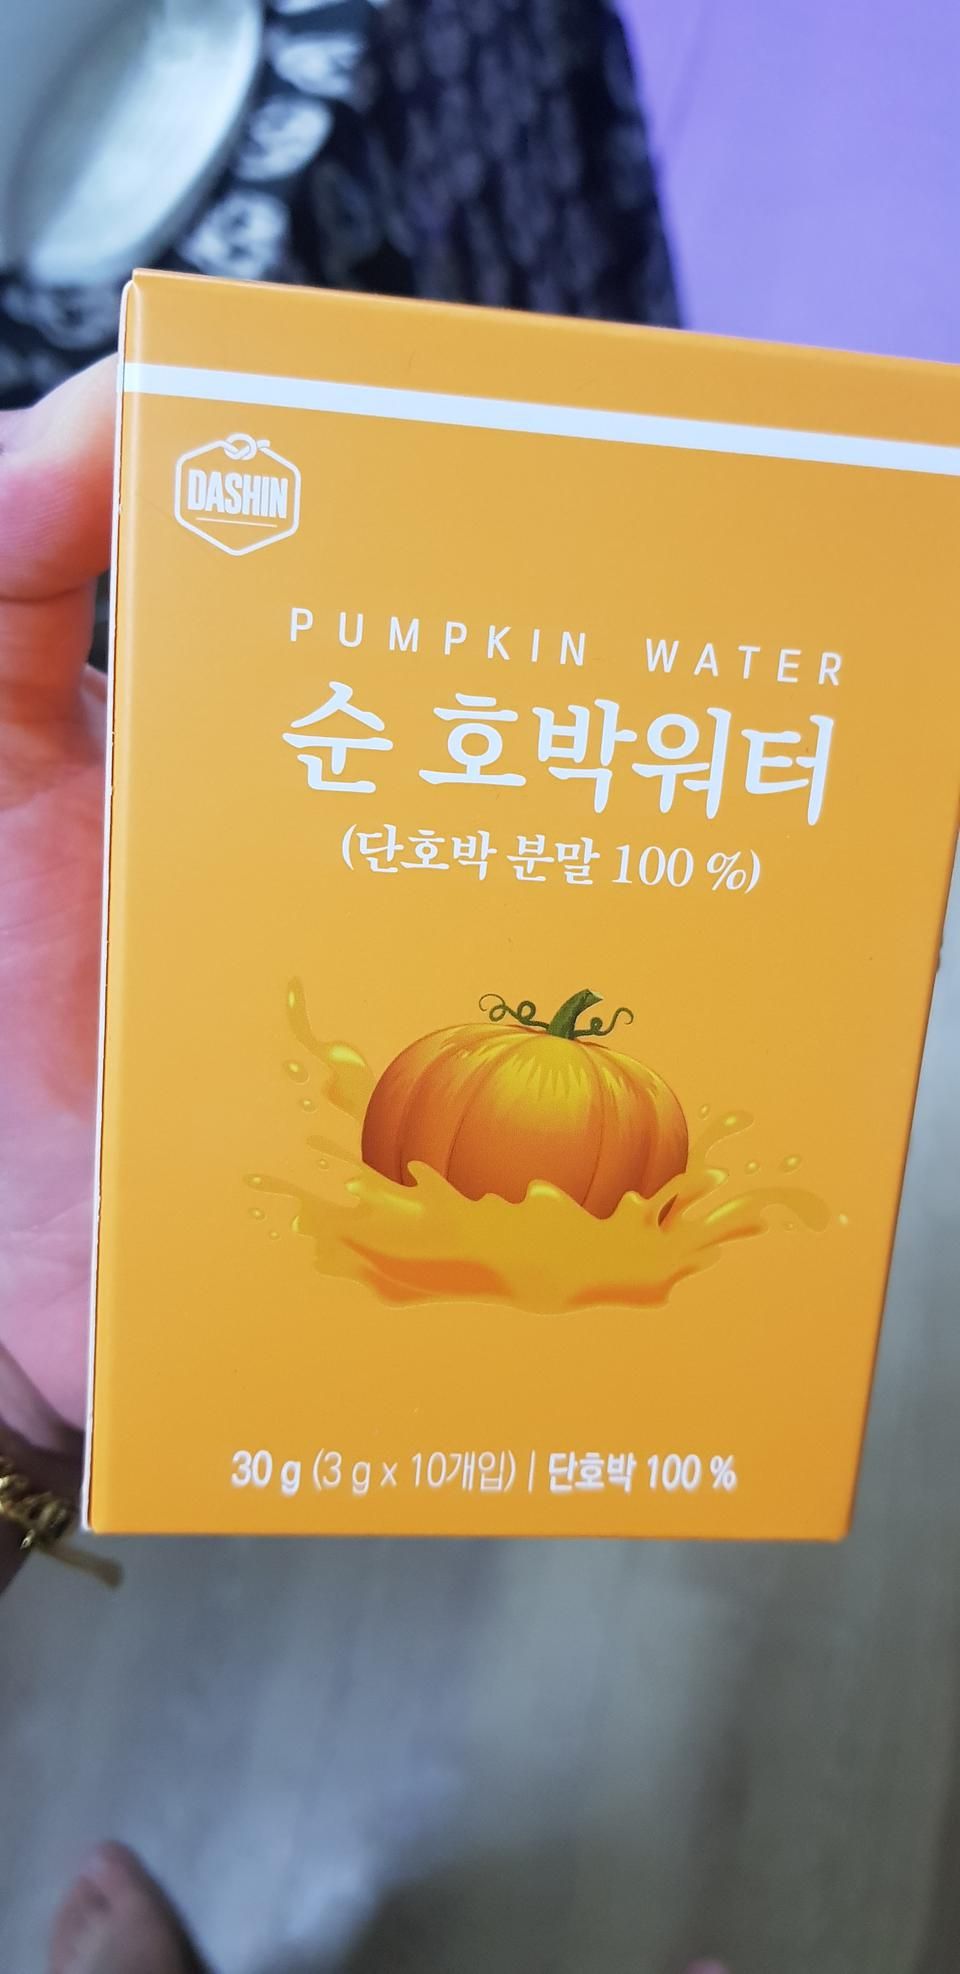 DASHIN
PUMPKIN WATER
순 호박워터
(단호박 분말 100 %)
30 g (3 g x 10개입) | 단호박 100 %